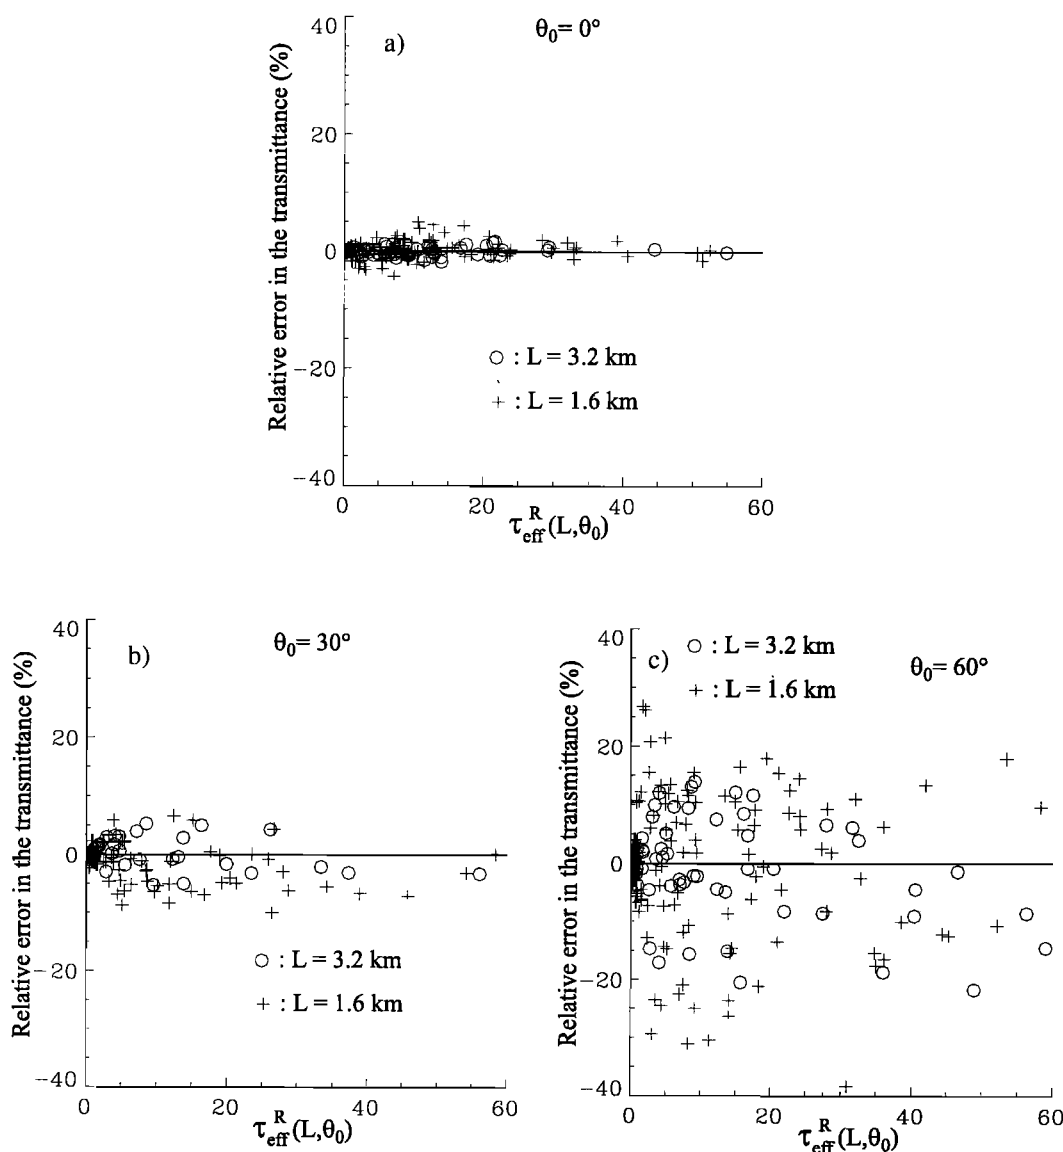 a)
θ₀= 0°
Relative error in the transmittance (%)
40
20
0
−20
−40
○ : L = 3.2 km
+ : L = 1.6 km
0 20 40 60
τ_eff^R(L,θ₀)
b)
θ₀= 30°
Relative error in the transmittance (%)
40
20
0
−20
−40
○ : L = 3.2 km
+ : L = 1.6 km
0 20 40 60
τ_eff^R(L,θ₀)
c)
○ : L = 3.2 km
+ : L = 1.6 km
θ₀= 60°
Relative error in the transmittance (%)
40
20
0
−20
−40
0 20 40 60
τ_eff^R(L,θ₀)